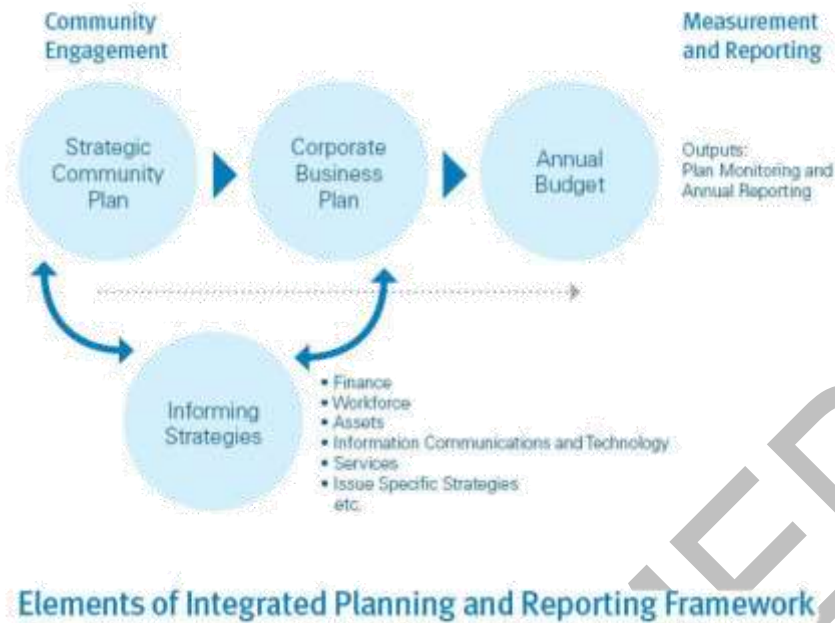 Community
Engagement
Measurement
and Reporting
Strategic
Community
Plan
Corporate
Business
Plan
Annual
Budget
Outputs:
Plan Monitoring and
Annual Reporting
Informing
Strategies
• Finance
• Workforce
• Assets
• Information Communications and Technology
• Services
• Issue Specific Strategies
etc.
Elements of Integrated Planning and Reporting Framework